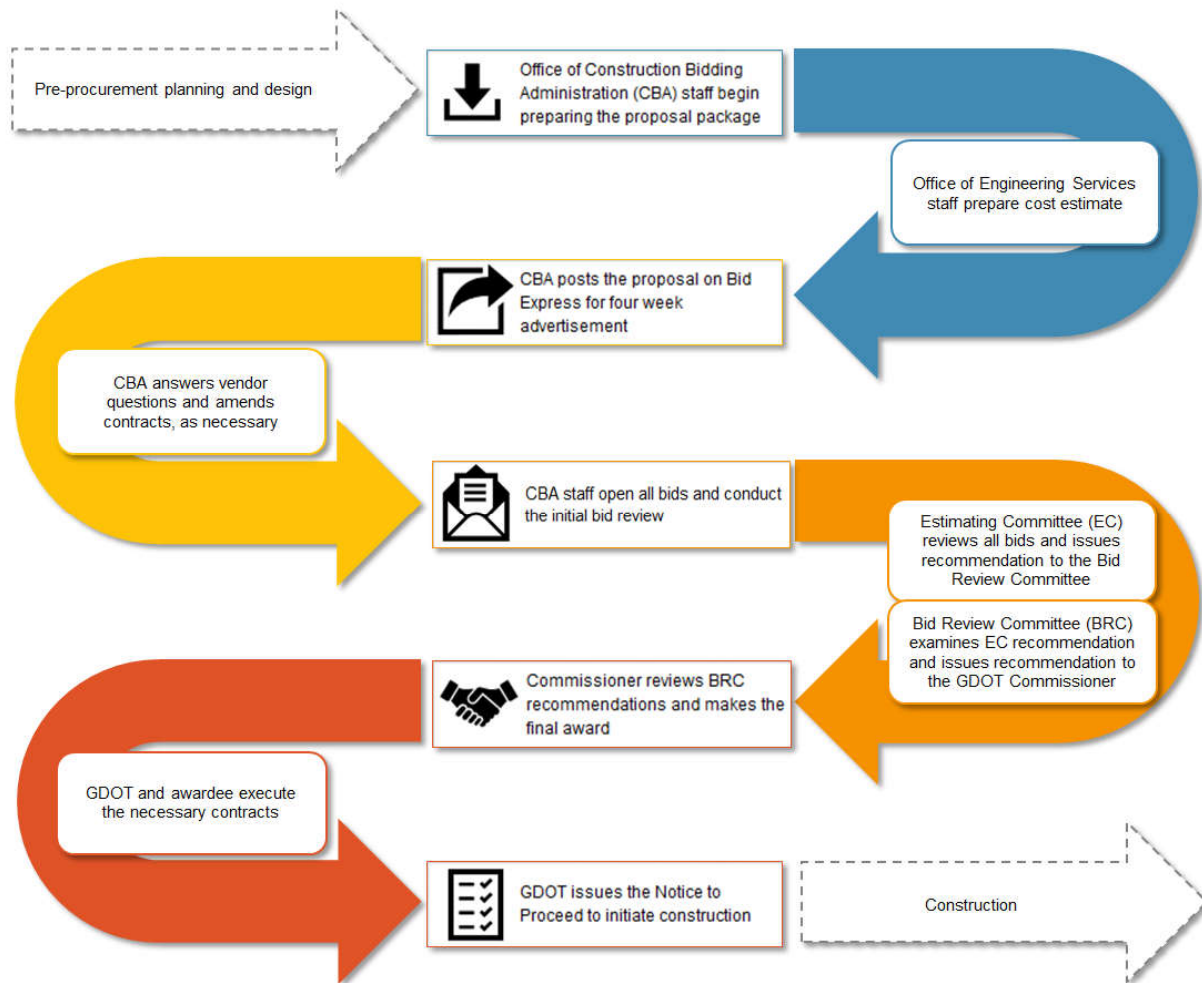 Pre-procurement planning and design
Office of Construction Bidding
Administration (CBA) staff begin
preparing the proposal package
Office of Engineering Services
staff prepare cost estimate
CBA posts the proposal on Bid
Express for four week
advertisement
CBA answers vendor
questions and amends
contracts, as necessary
CBA staff open all bids and conduct
the initial bid review
Estimating Committee (EC)
reviews all bids and issues
recommendation to the Bid
Review Committee
Bid Review Committee (BRC)
examines EC recommendation
and issues recommendation to
the GDOT Commissioner
Commissioner reviews BRC
recommendations and makes the
final award
GDOT and awardee execute
the necessary contracts
GDOT issues the Notice to
Proceed to initiate construction
Construction